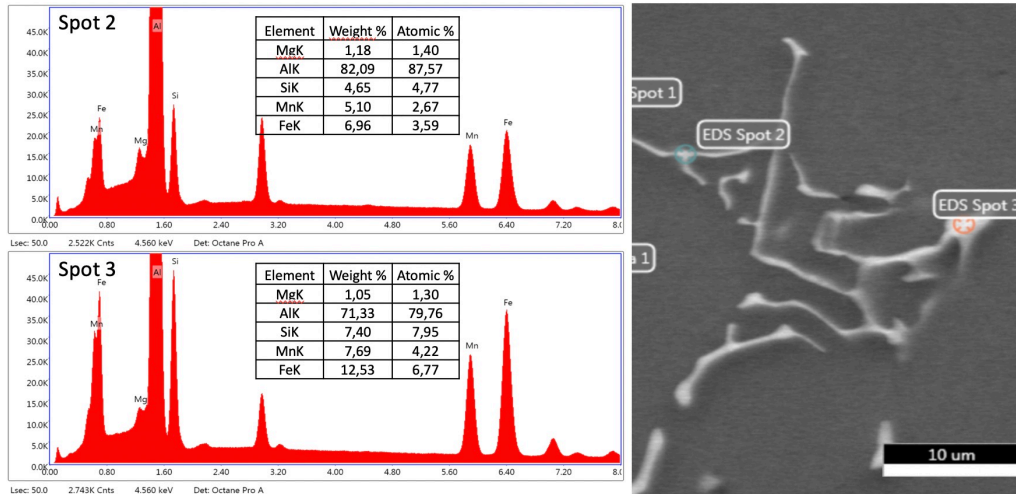 Spot 2
Element Weight % Atomic %
MgK 1,18 1,40
AlK 82,09 87,57
SiK 4,65 4,77
MnK 5,10 2,67
FeK 6,96 3,59
45.0K
40.0K
35.0K
30.0K
25.0K
20.0K
15.0K
10.0K
5.0K
0.0K
Fe
Mn
Mg
Al
Si
Mn
Fe
0.00 0.80 1.60 2.40 3.20 4.00 4.80 5.60 6.40 7.20 8.0
Lsec: 50.0 2.522K Cnts 4.560 keV Det: Octane Pro A
Spot 3
Element Weight % Atomic %
MgK 1,05 1,30
AlK 71,33 79,76
SiK 7,40 7,95
MnK 7,69 4,22
FeK 12,53 6,77
45.0K
40.0K
35.0K
30.0K
25.0K
20.0K
15.0K
10.0K
5.0K
0.0K
Fe
Mn
Mg
Al
Si
Mn
Fe
0.00 0.80 1.60 2.40 3.20 4.00 4.80 5.60 6.40 7.20 8.0
Lsec: 50.0 2.743K Cnts 4.560 keV Det: Octane Pro A
Spot 1
EDS Spot 2
EDS Spot 3
a 1
10 um